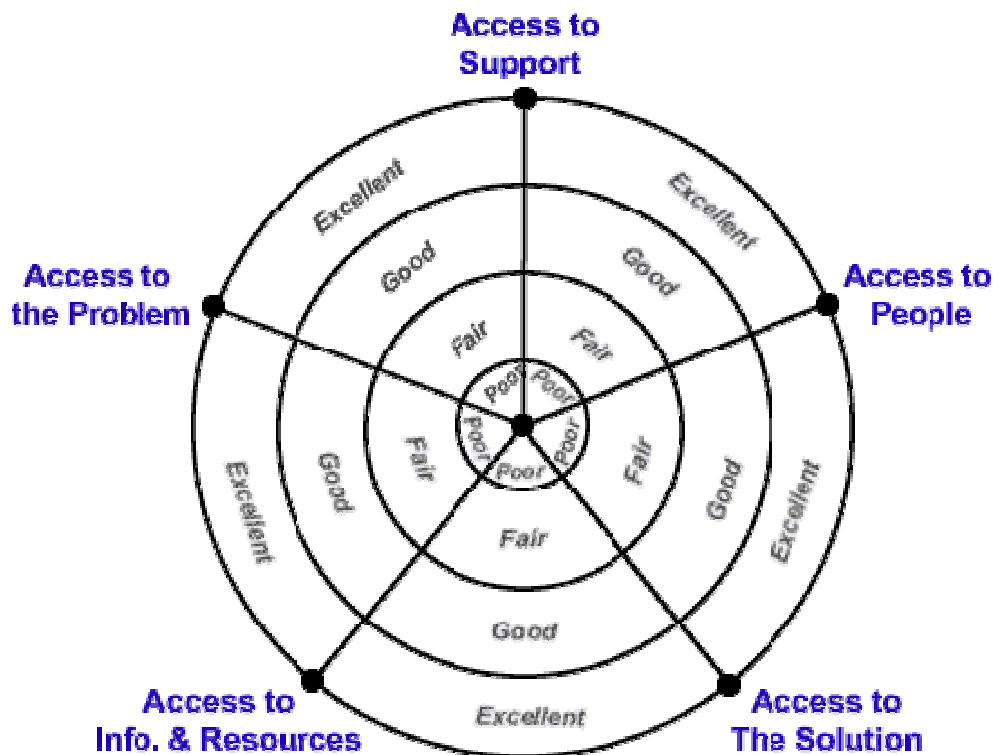 Access to
Support
Excellent
Excellent
Good
Good
Access to
the Problem
Access to
People
Fair
Fair
Poor
Poor
Poor
Poor
Poor
Fair
Fair
Good
Good
Excellent
Excellent
Fair
Good
Excellent
Access to
Info. & Resources
Access to
The Solution